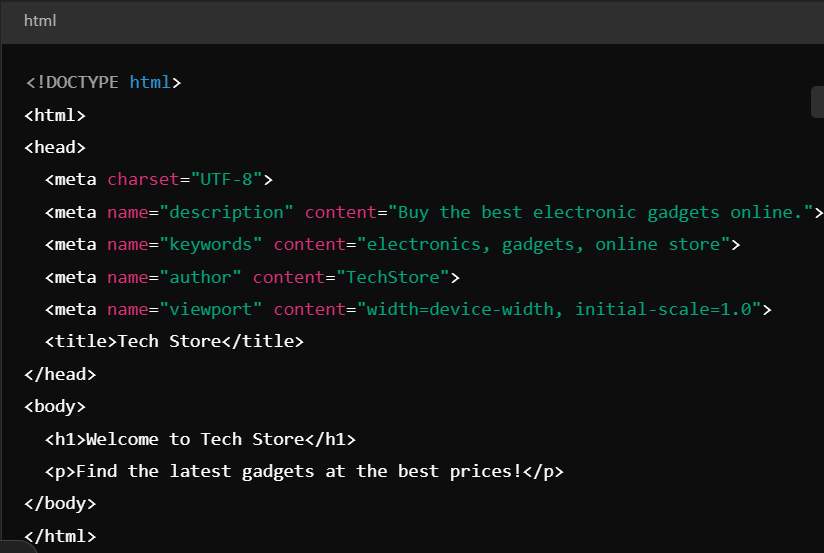 html
<!DOCTYPE html>
<html>
<head>
  <meta charset="UTF-8">
  <meta name="description" content="Buy the best electronic gadgets online.">
  <meta name="keywords" content="electronics, gadgets, online store">
  <meta name="author" content="TechStore">
  <meta name="viewport" content="width=device-width, initial-scale=1.0">
  <title>Tech Store</title>
</head>
<body>
  <h1>Welcome to Tech Store</h1>
  <p>Find the latest gadgets at the best prices!</p>
</body>
</html>